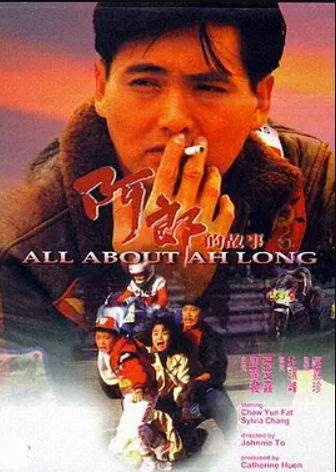 阿郎
的故事
ALL ABOUT AH LONG
starring
Chow Yun Fat
Sylvia Chang
directed by
Johnnie To
produced by
Catherine Huen